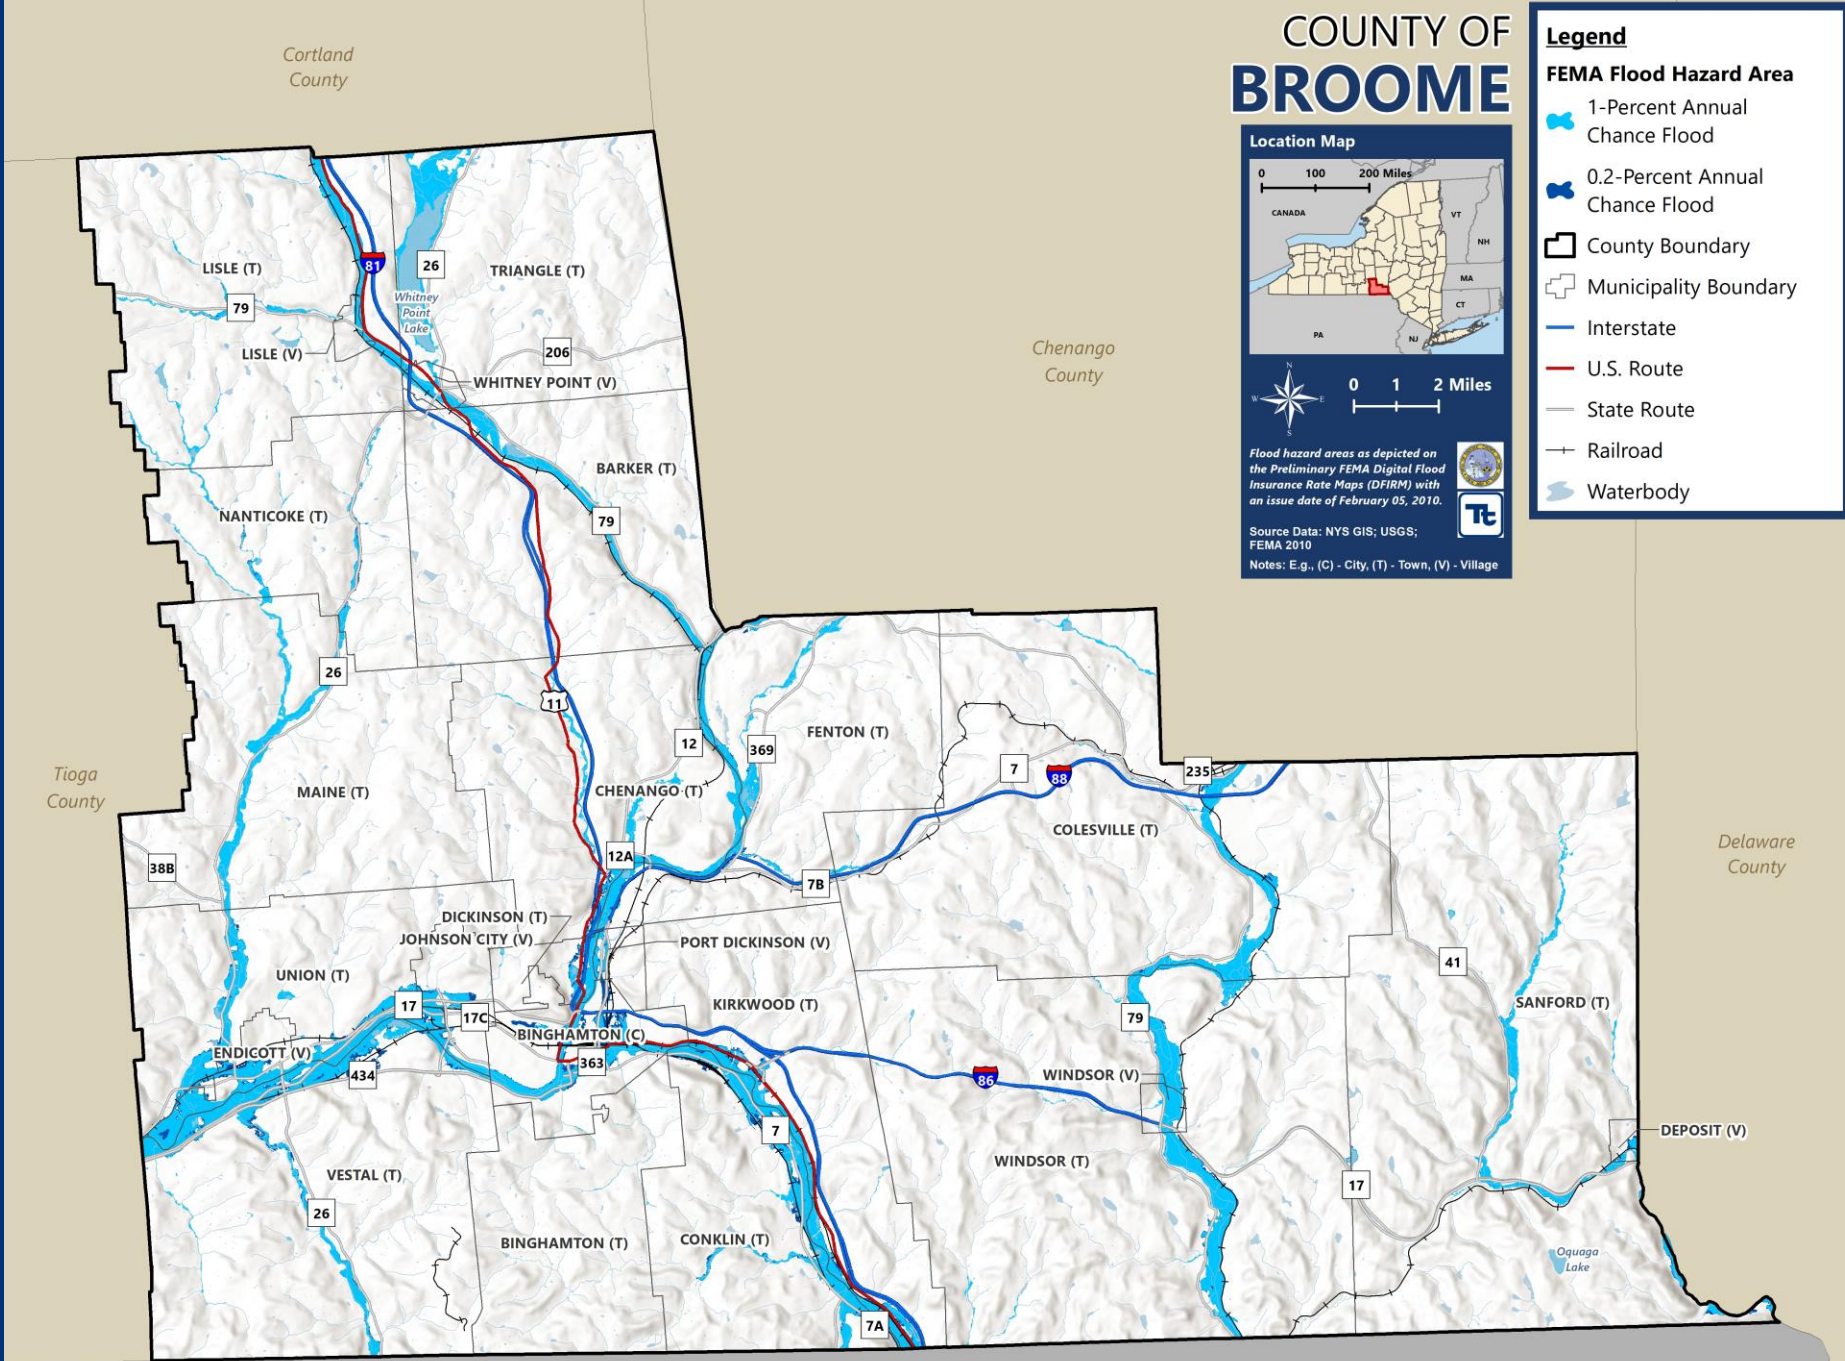 COUNTY OF
BROOME
Legend
FEMA Flood Hazard Area
1-Percent Annual
Chance Flood
0.2-Percent Annual
Chance Flood
County Boundary
Municipality Boundary
Interstate
U.S. Route
State Route
Railroad
Waterbody
Location Map
0 100 200 Miles
CANADA
VT
NH
MA
CT
PA
NJ
N
W E
S
0 1 2 Miles
Flood hazard areas as depicted on
the Preliminary FEMA Digital Flood
Insurance Rate Maps (DFIRM) with
an issue date of February 05, 2010.
Source Data: NYS GIS; USGS;
FEMA 2010
Notes: E.g., (C) - City, (T) - Town, (V) - Village
Tt
Cortland
County
Chenango
County
Tioga
County
Delaware
County
LISLE (T)
81
26
TRIANGLE (T)
79
Whitney
Point
Lake
LISLE (V)
206
WHITNEY POINT (V)
BARKER (T)
NANTICOKE (T)
79
26
11
12
369
FENTON (T)
7
88
235
MAINE (T)
CHENANGO (T)
COLESVILLE (T)
38B
12A
7B
DICKINSON (T)
JOHNSON CITY (V)
PORT DICKINSON (V)
UNION (T)
41
17
17C
KIRKWOOD (T)
79
SANFORD (T)
BINGHAMTON (C)
ENDICOTT (V)
434
363
86
WINDSOR (V)
7
DEPOSIT (V)
VESTAL (T)
WINDSOR (T)
17
26
BINGHAMTON (T)
CONKLIN (T)
Oquaga
Lake
7A